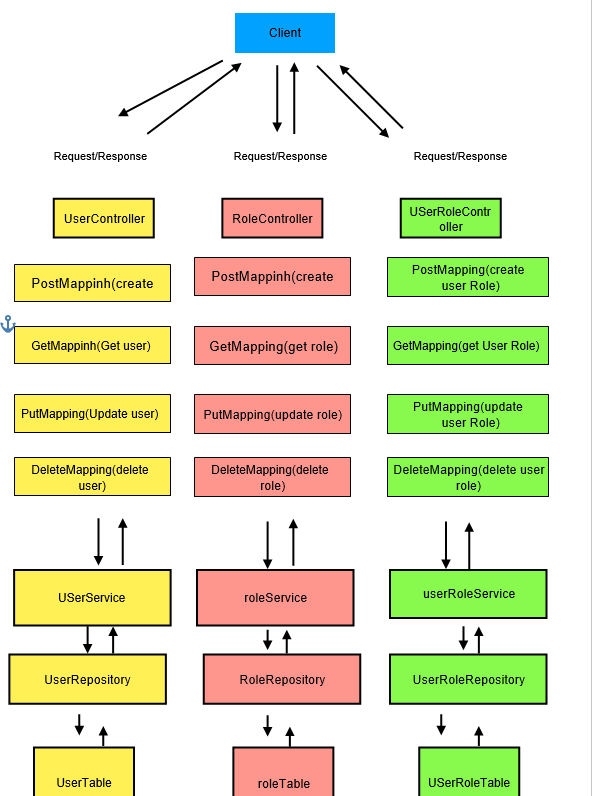 Client
Request/Response
Request/Response
Request/Response
UserController
RoleController
USerRoleContr
oller
PostMappinh(create
PostMappinh(create
PostMapping(create
user Role)
GetMappinh(Get user)
GetMapping(get role)
GetMapping(get User Role)
PutMapping(Update user)
PutMapping(update role)
PutMapping(update
user Role)
DeleteMapping(delete
user)
DeleteMapping(delete
role)
DeleteMapping(delete user
role)
USerService
roleService
userRoleService
UserRepository
RoleRepository
UserRoleRepository
UserTable
roleTable
USerRoleTable